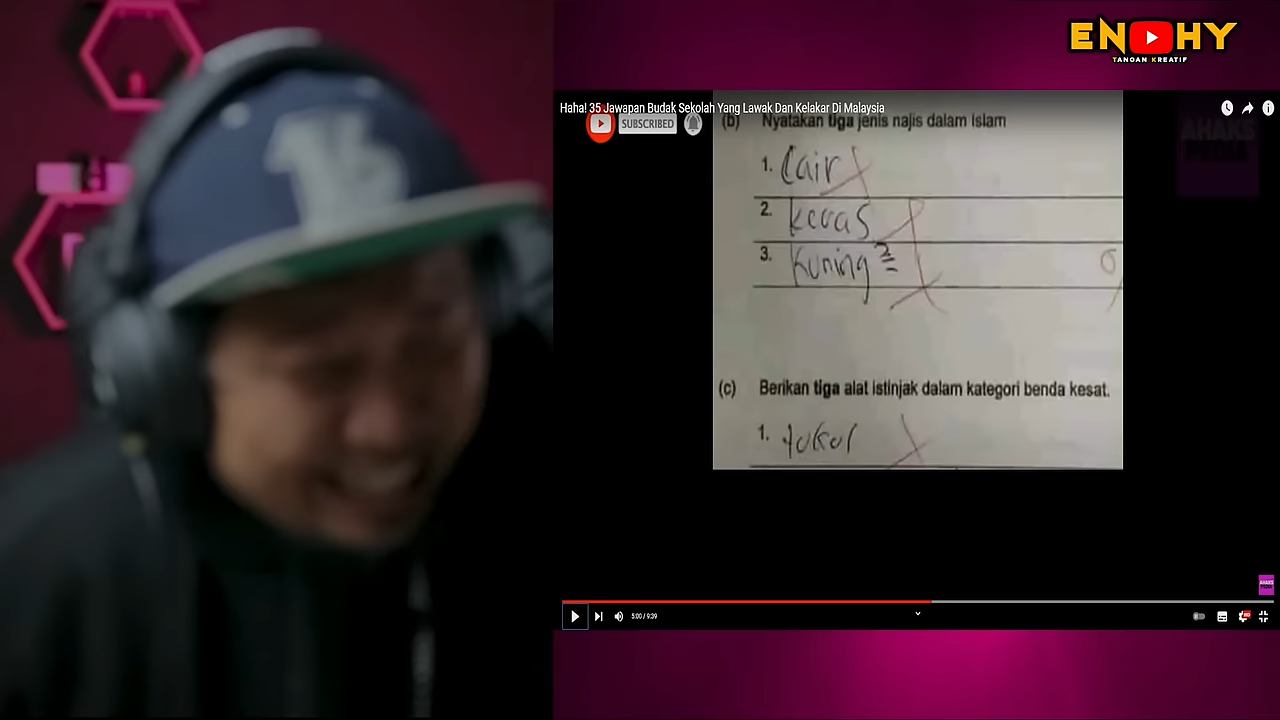 ENOHY
TANGAN KREATIF
Haha! 35 Jawapan Budak Sekolah Yang Lawak Dan Kelakar Di Malaysia
SUBSCRIBED
(b) Nyatakan tiga jenis najis dalam islam
1. Cair
2. keras
3. kuning2
(c) Berikan tiga alat istinjak dalam kategori benda kesat.
1. tukul
AHAKS
PEDIA
5:00 / 9:39